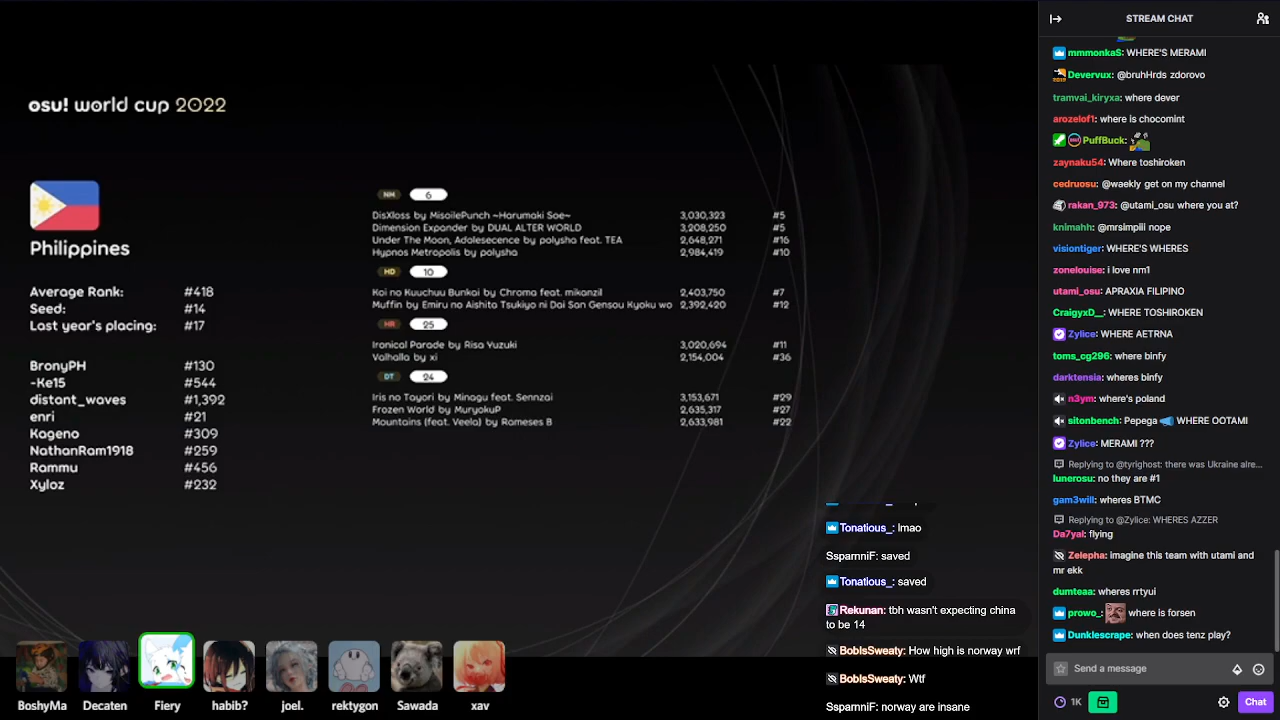 osu! world cup 2022
Philippines
Average Rank: #418
Seed: #14
Last year's placing: #17
BronyPH #130
-Ke15 #544
distant_waves #1,392
enri #21
Kageno #309
NathanRam1918 #259
Rammu #456
Xyloz #232
NM 6
DisXloss by MisoilePunch ~Harumaki Soe~ 3,030,323 #5
Dimension Expander by DUAL ALTER WORLD 3,208,250 #5
Under The Moon, Adolesecence by polysha feat. TEA 2,648,271 #16
Hypnos Metropolis by polysha 2,984,419 #10
HD 10
Koi no Kuuchuu Bunkai by Chroma feat. mikanzil 2,403,750 #7
Muffin by Emiru no Aishita Tsukiyo ni Dai San Gensou Kyoku wo 2,392,420 #12
HR 25
Ironical Parade by Risa Yuzuki 3,020,694 #11
Valhalla by xi 2,154,004 #36
DT 24
Iris no Tayori by Minagu feat. Sennzai 3,153,671 #29
Frozen World by MuryokuP 2,635,317 #27
Mountains (feat. Veela) by Rameses B 2,633,981 #22
Tonatious_: lmao
SspamniF: saved
Tonatious_: saved
Rekunan: tbh wasn't expecting china
to be 14
BobIsSweaty: How high is norway wrf
BobIsSweaty: Wtf
SspamniF: norway are insane
BoshyMa
Decaten
Fiery
habib?
joel.
rektygon
Sawada
xav
STREAM CHAT
mmmonkaS: WHERE'S MERAMI
Devervux: @bruhHrds zdorovo
tramvai_kiryxa: where dever
arozelof1: where is chocomint
PuffBuck:
zaynaku54: Where toshiroken
cedruosu: @waekly get on my channel
rakan_973: @utami_osu where you at?
knimahh: @mrsimplii nope
visiontiger: WHERE'S WHERES
zonelouise: i love nm1
utami_osu: APRAXIA FILIPINO
CraigyxD__: WHERE TOSHIROKEN
Zylice: WHERE AETRNA
toms_cg296: where binfy
darktensia: wheres binfy
n3ym: where's poland
sitonbench: Pepega WHERE OOTAMI
Zylice: MERAMI ???
Replying to @tyrighost: there was Ukraine alre...
lunerosu: no they are #1
gam3will: wheres BTMC
Replying to @Zylice: WHERES AZZER
Da7yal: flying
Zelepha: imagine this team with utami and
mr ekk
dumteaa: wheres rrtyui
prowo_: where is forsen
Dunklescrape: when does tenz play?
Send a message
1K
Chat